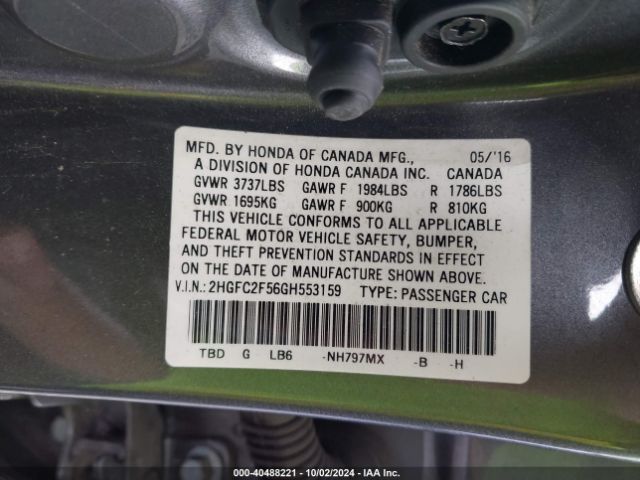 MFD. BY HONDA OF CANADA MFG., 05/'16
A DIVISION OF HONDA CANADA INC. CANADA
GVWR 3737LBS GAWR F 1984LBS R 1786LBS
GVWR 1695KG GAWR F 900KG R 810KG
THIS VEHICLE CONFORMS TO ALL APPLICABLE
FEDERAL MOTOR VEHICLE SAFETY, BUMPER,
AND THEFT PREVENTION STANDARDS IN EFFECT
ON THE DATE OF MANUFACTURE SHOWN ABOVE.
V.I.N.: 2HGFC2F56GH553159 TYPE: PASSENGER CAR
TBD G LB6 -NH797MX -B -H
000-40488221 - 10/02/2024 - IAA Inc.